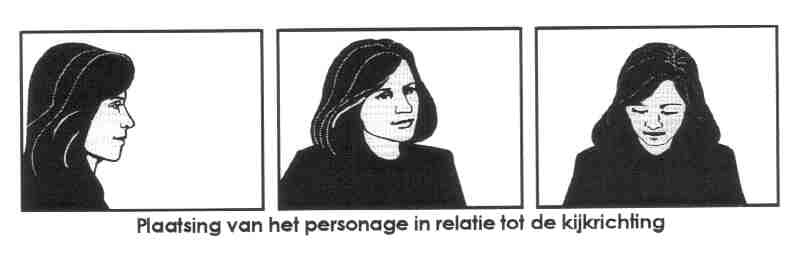 Plaatsing van het personage in relatie tot de kijkrichting